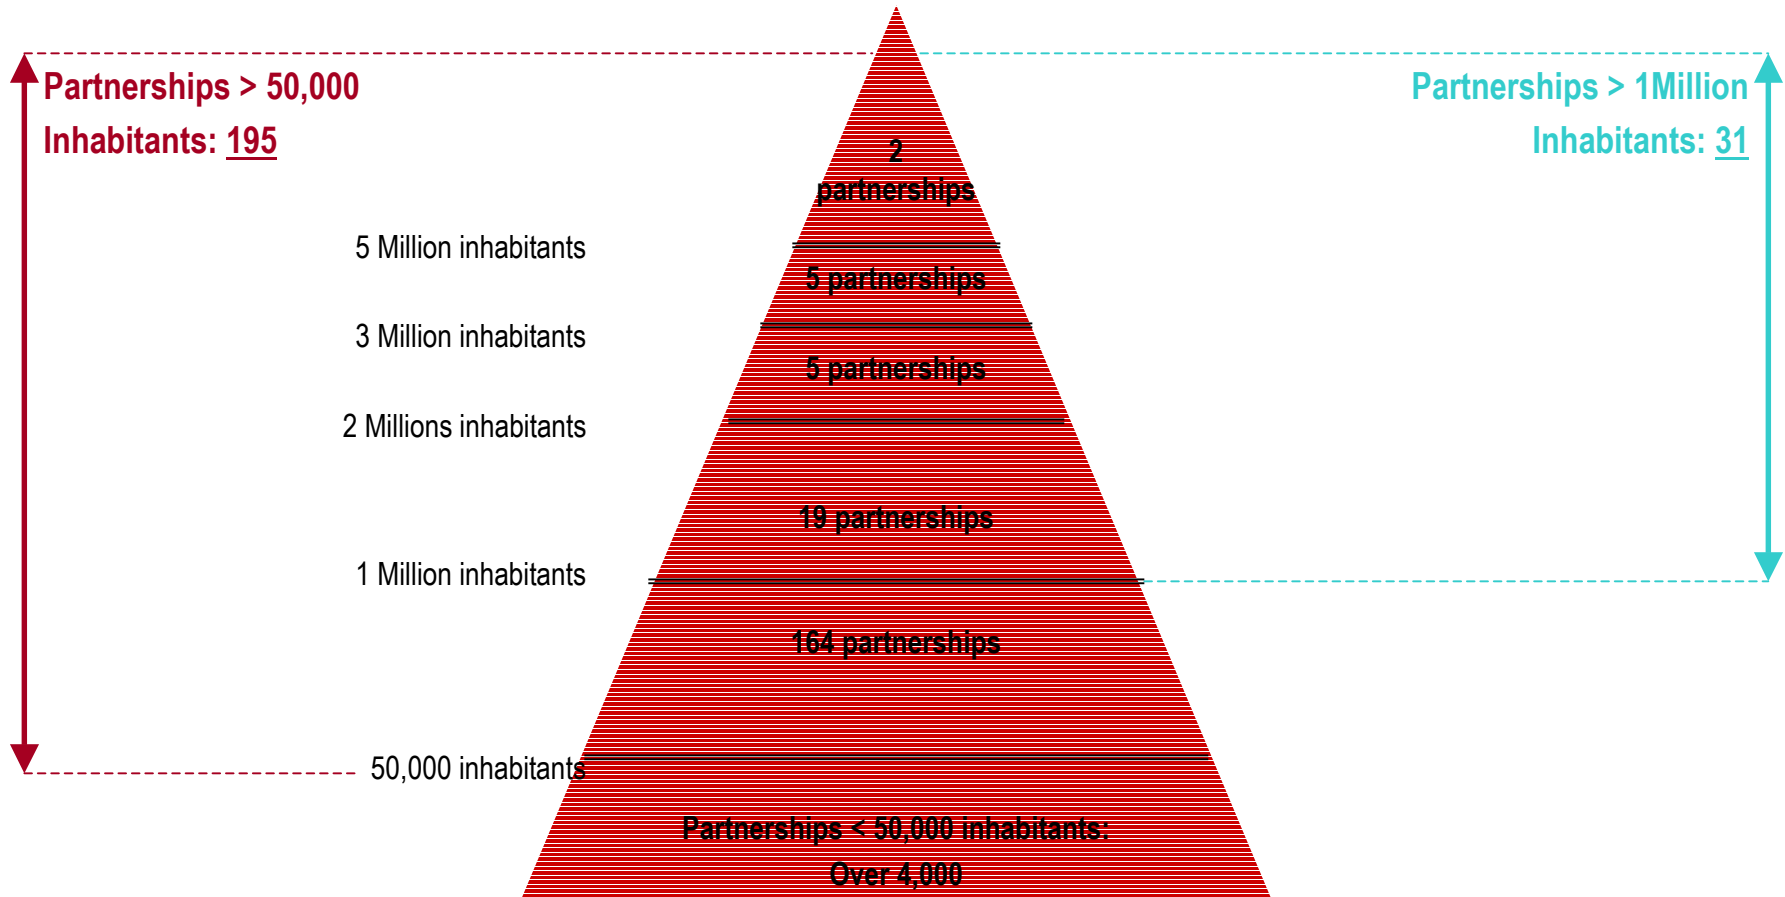 Partnerships > 50,000
Inhabitants: 195
Partnerships > 1Million
Inhabitants: 31
2
partnerships
5 Million inhabitants
5 partnerships
3 Million inhabitants
5 partnerships
2 Millions inhabitants
19 partnerships
1 Million inhabitants
164 partnerships
50,000 inhabitants
Partnerships < 50,000 inhabitants:
Over 4,000